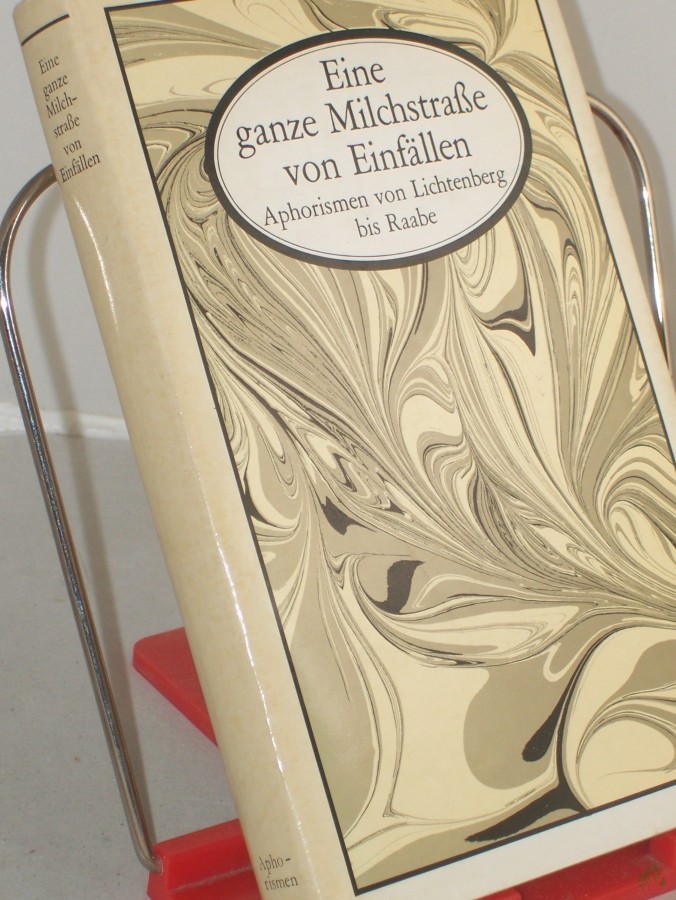 Eine
ganze
Milch-
straße
von
Einfällen
Apho-
rismen
Eine
ganze Milchstraße
von Einfällen
Aphorismen von Lichtenberg
bis Raabe